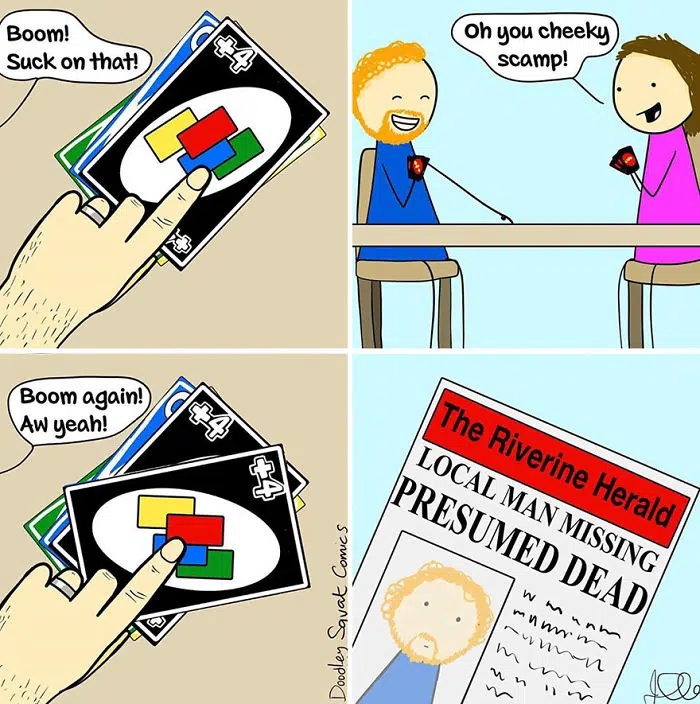 Boom!
Suck on that!
+4
+4
Oh you cheeky
scamp!
Boom again!
Aw yeah!
+4
+4
Doodley Squat Comics
The Riverine Herald
LOCAL MAN MISSING
PRESUMED DEAD